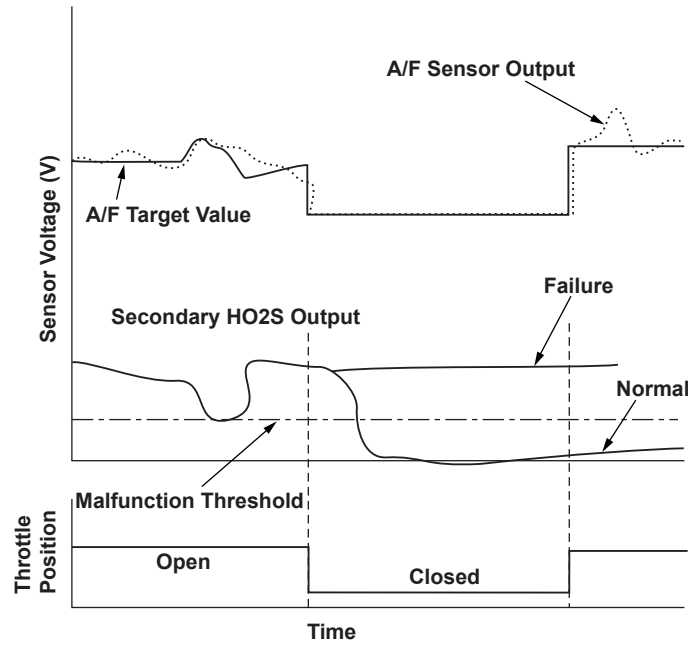 A/F Sensor Output
Sensor Voltage (V)
A/F Target Value
Failure
Secondary HO2S Output
Normal
Malfunction Threshold
Throttle
Position
Open
Closed
Time